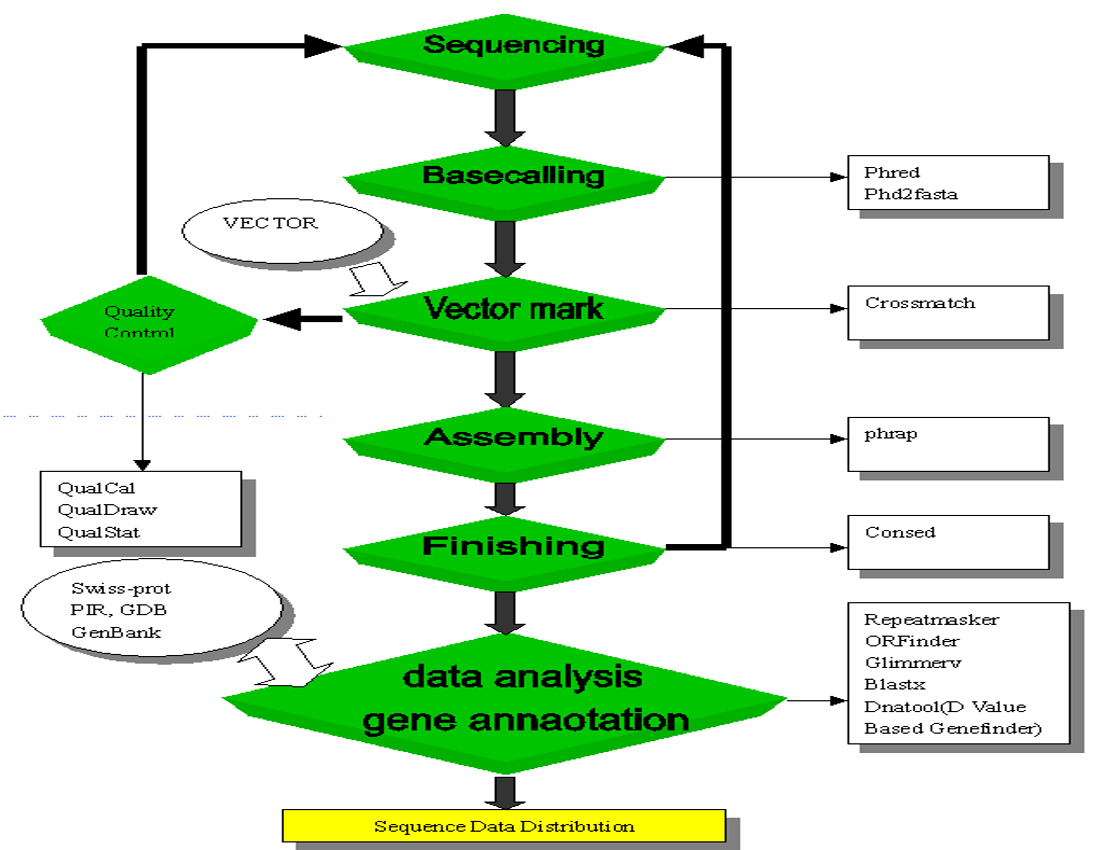 Sequencing
Basecalling
Phred
Phd2fasta
VECTOR
Vector mark
Crossmatch
Quality
Control
Assembly
phrap
QualCal
QualDraw
QualStat
Finishing
Consed
Swiss-prot
PIR, GDB
GenBank
data analysis
gene annaotation
Repeatmasker
ORFinder
Glimmerv
Blastx
Dnatool(D Value
Based Genefinder)
Sequence Data Distribution